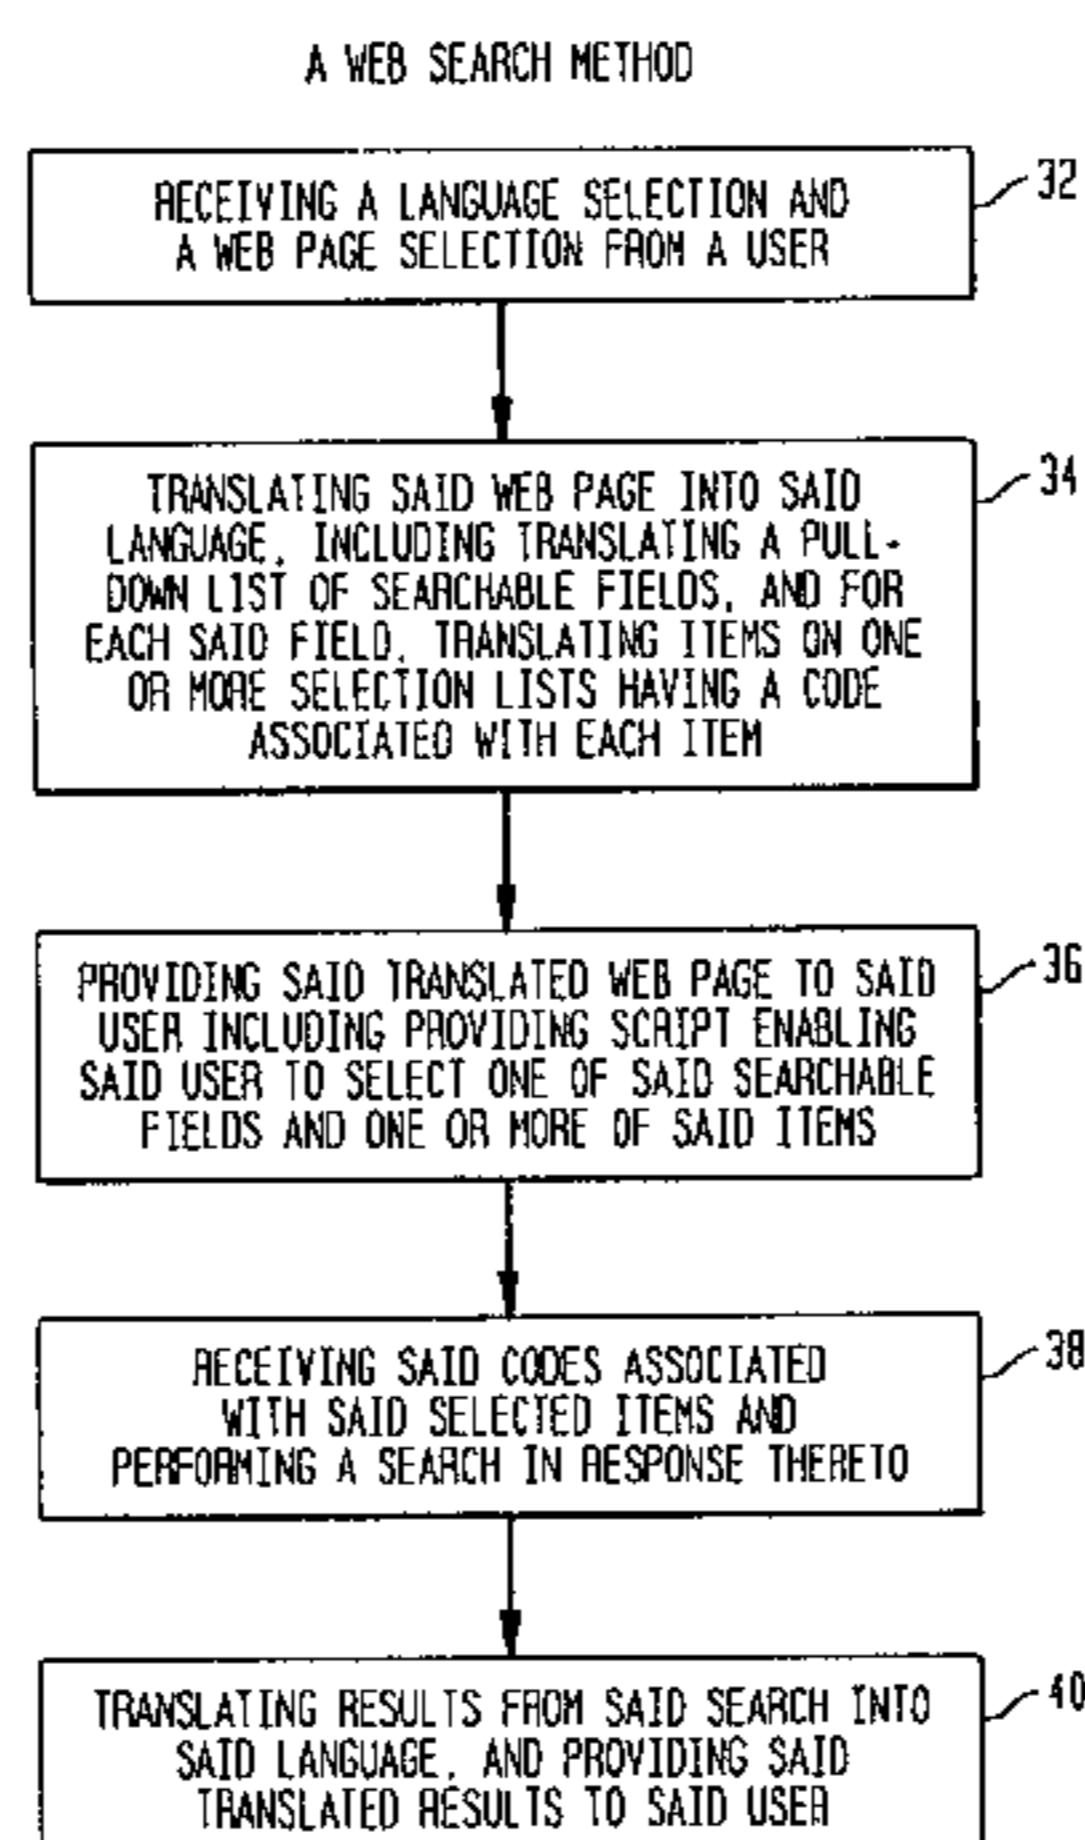 A WEB SEARCH METHOD
RECEIVING A LANGUAGE SELECTION AND
A WEB PAGE SELECTION FROM A USER
32
TRANSLATING SAID WEB PAGE INTO SAID
LANGUAGE, INCLUDING TRANSLATING A PULL-
DOWN LIST OF SEARCHABLE FIELDS, AND FOR
EACH SAID FIELD, TRANSLATING ITEMS ON ONE
OR MORE SELECTION LISTS HAVING A CODE
ASSOCIATED WITH EACH ITEM
34
PROVIDING SAID TRANSLATED WEB PAGE TO SAID
USER INCLUDING PROVIDING SCRIPT ENABLING
SAID USER TO SELECT ONE OF SAID SEARCHABLE
FIELDS AND ONE OR MORE OF SAID ITEMS
36
RECEIVING SAID CODES ASSOCIATED
WITH SAID SELECTED ITEMS AND
PERFORMING A SEARCH IN RESPONSE THERETO
38
TRANSLATING RESULTS FROM SAID SEARCH INTO
SAID LANGUAGE, AND PROVIDING SAID
TRANSLATED RESULTS TO SAID USER
40